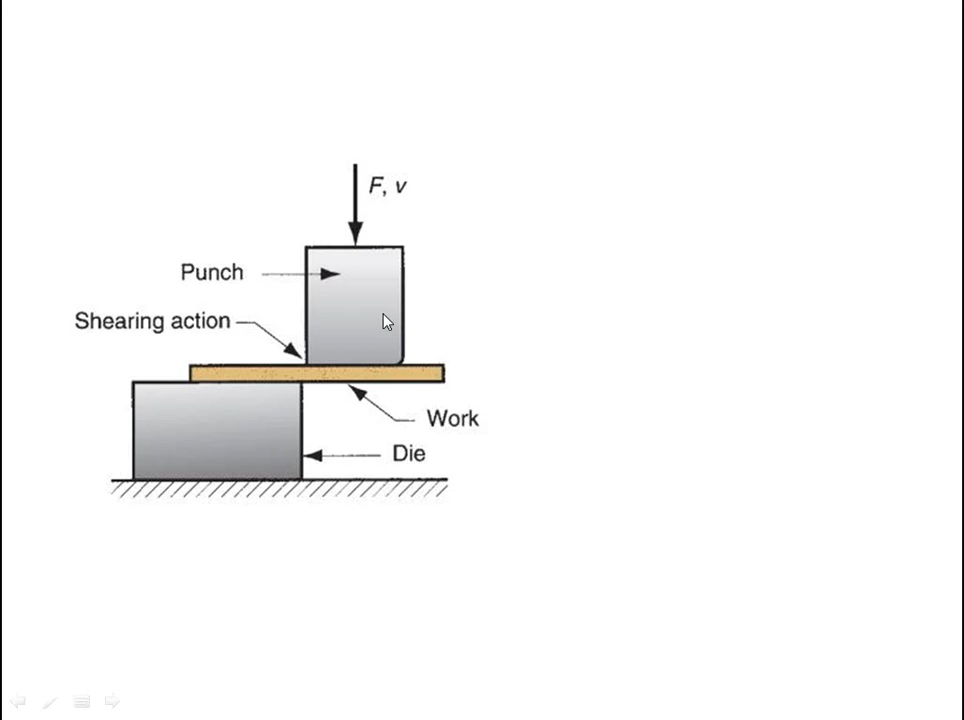 F, v
Punch
Shearing action
Work
Die